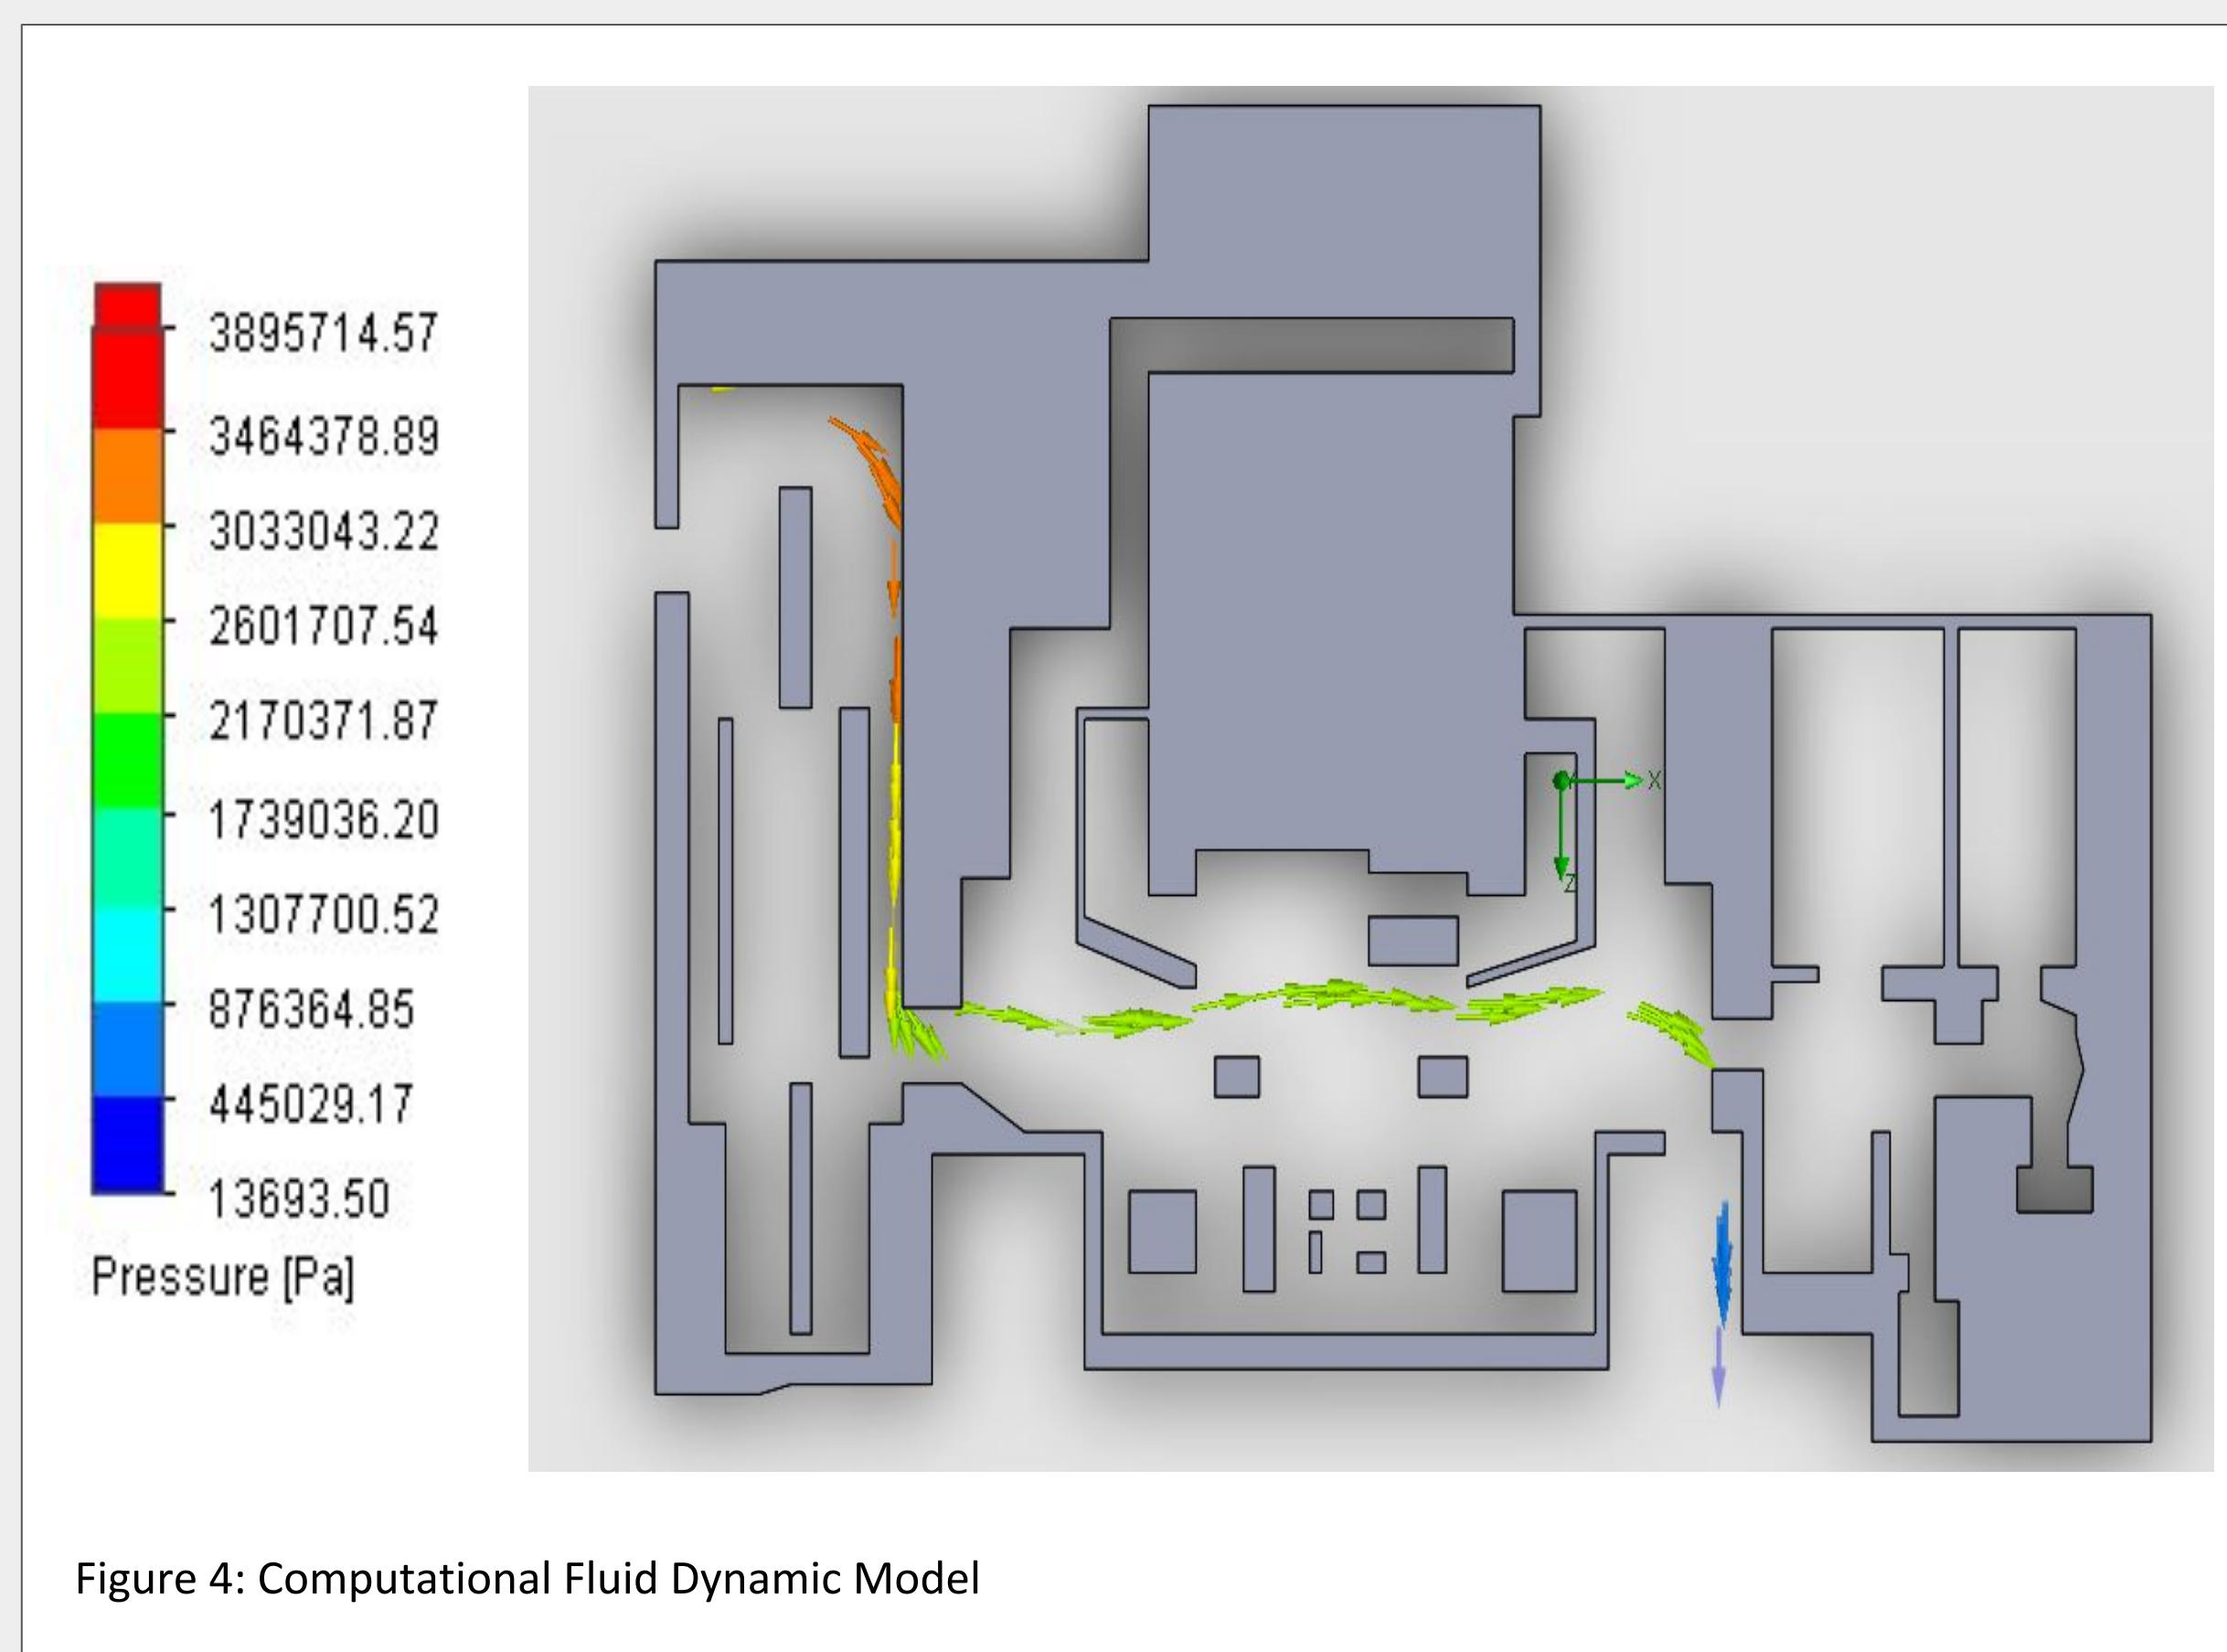 3895714.57
3464378.89
3033043.22
2601707.54
2170371.87
1739036.20
1307700.52
876364.85
445029.17
13693.50
Pressure [Pa]
X
Z
Figure 4: Computational Fluid Dynamic Model